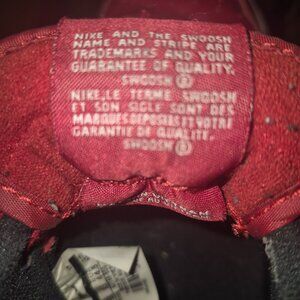 NIKE AND THE SWOOSH
NAME AND STRIPE ARE
TRADEMARKS AND YOUR
GUARANTEE OF QUALITY.
SWOOSH ®
NIKE, LE TERME SWOOSH
ET SON SIGLE SONT DES
MARQUES DEPOSEES ET VOTRE
GARANTIE DE QUALITY.
SWOOSH ®